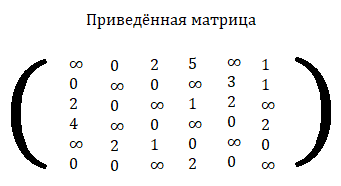 Приведённая матрица
∞ 0 2 5 ∞ 1
0 ∞ 0 ∞ 3 1
2 0 ∞ 1 2 ∞
4 ∞ 0 ∞ 0 2
∞ 2 1 0 ∞ 0
0 0 ∞ 2 0 ∞